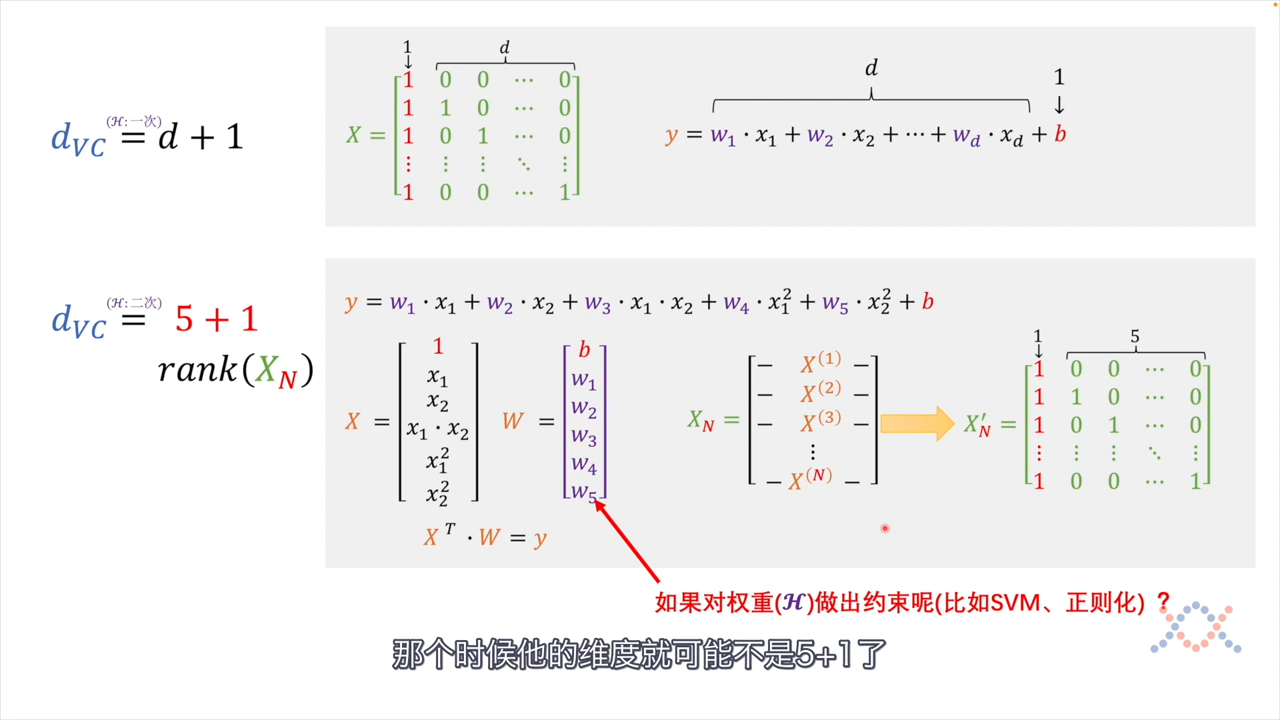 d_VC (ℋ:一次) = d + 1
1 d
X = [1 0 0 ⋯ 0
1 1 0 ⋯ 0
1 0 1 ⋯ 0
⋮ ⋮ ⋮ ⋱ ⋮
1 0 0 ⋯ 1]
d 1
y = w₁ · x₁ + w₂ · x₂ + ⋯ + w_d · x_d + b
d_VC (ℋ:二次) = 5 + 1
rank(X_N)
y = w₁ · x₁ + w₂ · x₂ + w₃ · x₁ · x₂ + w₄ · x₁² + w₅ · x₂² + b
X = [1
x₁
x₂
x₁ · x₂
x₁²
x₂²]
W = [b
w₁
w₂
w₃
w₄
w₅]
X^T · W = y
X_N = [− X^(1) −
− X^(2) −
− X^(3) −
⋮
− X^(N) −]
1 5
X′_N = [1 0 0 ⋯ 0
1 1 0 ⋯ 0
1 0 1 ⋯ 0
⋮ ⋮ ⋮ ⋱ ⋮
1 0 0 ⋯ 1]
如果对权重(ℋ)做出约束呢(比如SVM、正则化)？
那个时候他的维度就可能不是5+1了